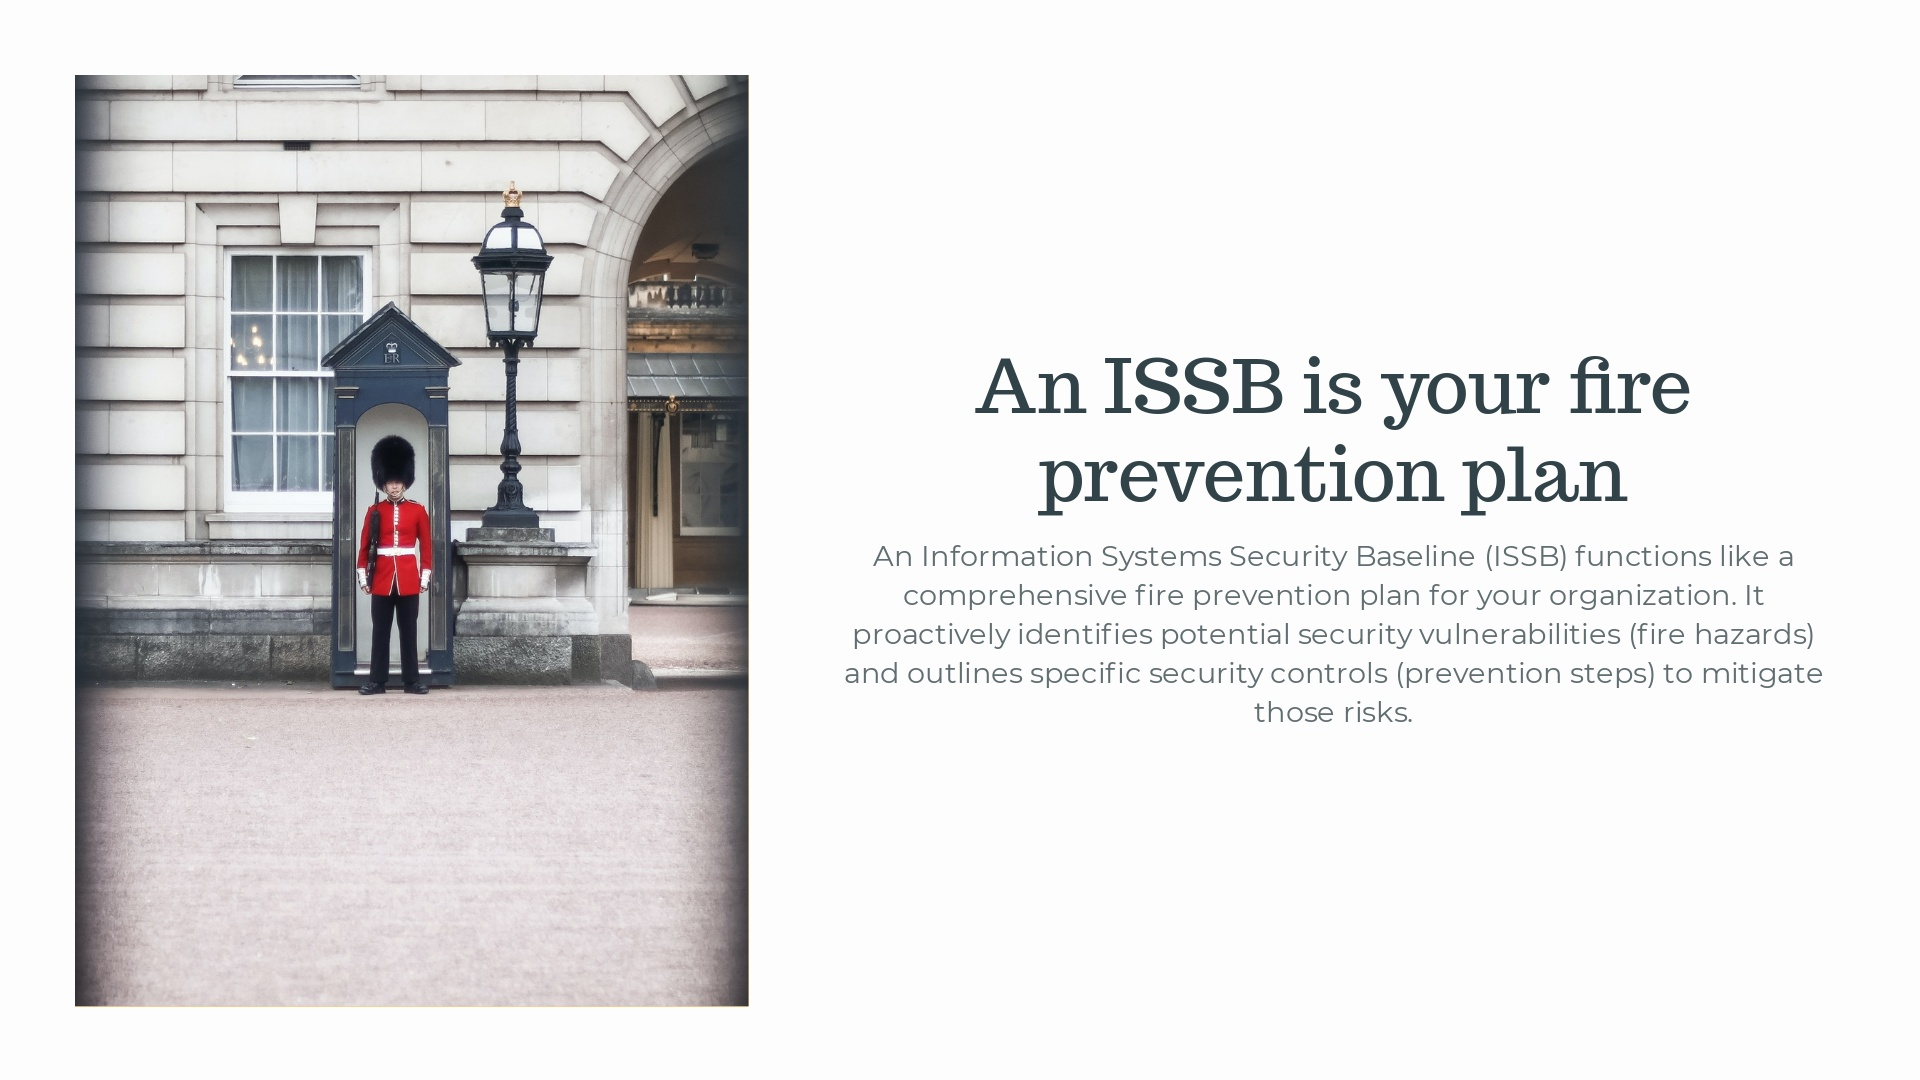 ER
An ISSB is your fire
prevention plan
An Information Systems Security Baseline (ISSB) functions like a
comprehensive fire prevention plan for your organization. It
proactively identifies potential security vulnerabilities (fire hazards)
and outlines specific security controls (prevention steps) to mitigate
those risks.